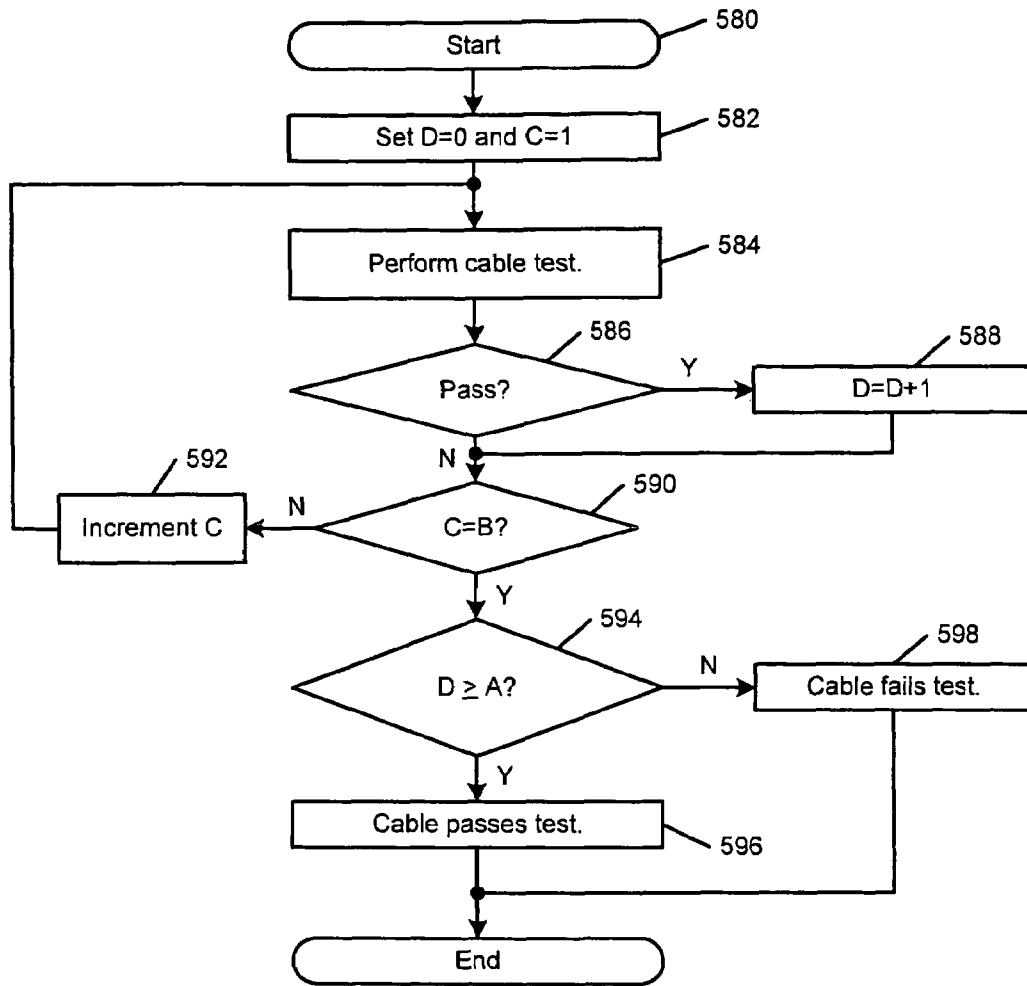 Start
580
Set D=0 and C=1
582
Perform cable test.
584
586
Pass?
Y
588
D=D+1
N
592
Increment C
N
590
C=B?
Y
594
D ≥ A?
N
598
Cable fails test.
Y
Cable passes test.
596
End